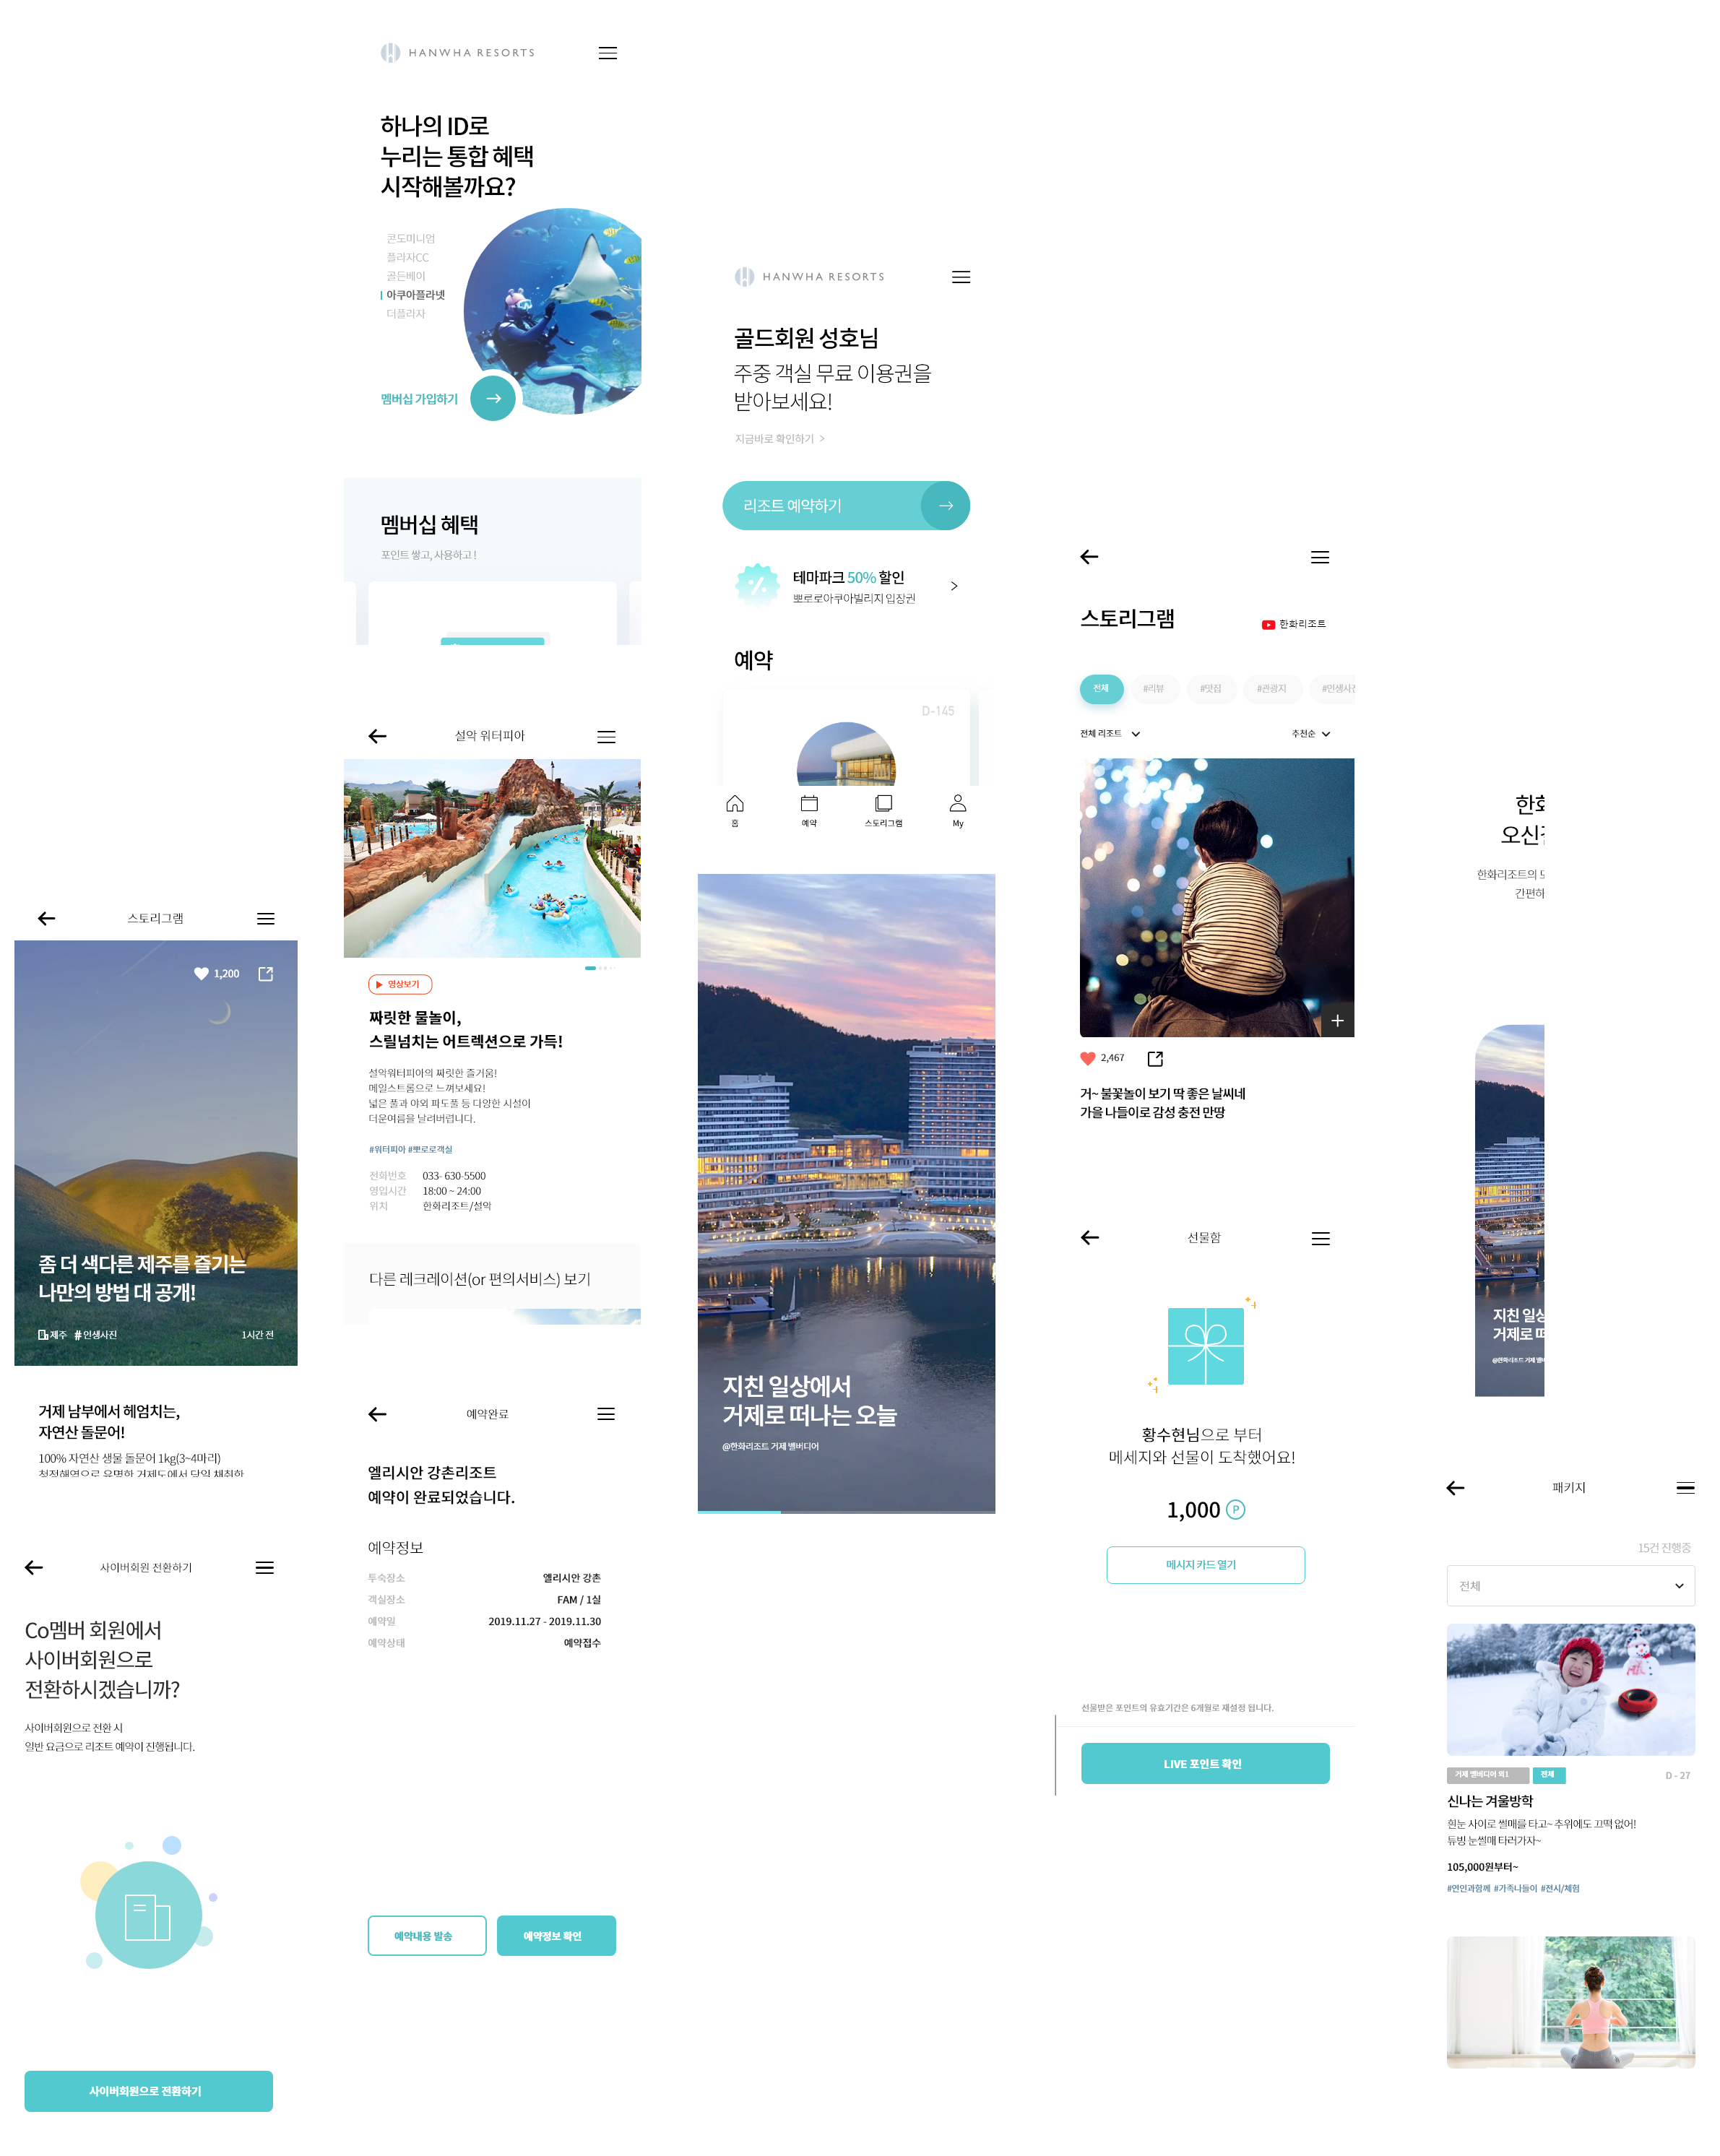 HANWHA RESORTS
하나의 ID로
누리는 통합 혜택
시작해볼까요?
콘도미니엄
플라자CC
골든베이
아쿠아플라넷
더플라자
멤버십 가입하기
멤버십 혜택
포인트 쌓고, 사용하고 !
설악 워터피아
영상보기
짜릿한 물놀이,
스릴넘치는 어트렉션으로 가득!
설악워터피아의 짜릿한 즐거움!
메일스트롬으로 느껴보세요!
넓은 풀과 야외 파도풀 등 다양한 시설이
더운여름을 날려버립니다.
#워터피아 #뽀로로객실
전화번호 033- 630-5500
영입시간 18:00 ~ 24:00
위치 한화리조트/설악
다른 레크레이션(or 편의서비스) 보기
예약완료
엘리시안 강촌리조트
예약이 완료되었습니다.
예약정보
투숙장소 엘리시안 강촌
객실장소 FAM / 1실
예약일 2019.11.27 - 2019.11.30
예약상태 예약접수
예약내용 발송
예약정보 확인
스토리그램
1,200
좀 더 색다른 제주를 즐기는
나만의 방법 대 공개!
제주 # 인생사진
1시간 전
거제 남부에서 헤엄치는,
자연산 돌문어!
100% 자연산 생물 돌문어 1kg(3~4마리)
청정해역으로 유명한 거제도에서 당일 채취한
사이버회원 전환하기
Co멤버 회원에서
사이버회원으로
전환하시겠습니까?
사이버회원으로 전환 시
일반 요금으로 리조트 예약이 진행됩니다.
사이버회원으로 전환하기
HANWHA RESORTS
골드회원 성호님
주중 객실 무료 이용권을
받아보세요!
지금바로 확인하기 >
리조트 예약하기
테마파크 50% 할인
뽀로로아쿠아빌리지 입장권
예약
D-145
홈
예약
스토리그램
My
지친 일상에서
거제로 떠나는 오늘
@한화리조트 거제 벨버디어
스토리그램
한화리조트
전체
#리뷰
#맛집
#관광지
#인생사진
전체 리조트
추천순
2,467
거~ 불꽃놀이 보기 딱 좋은 날씨네
가을 나들이로 감성 충전 만땅
선물함
황수현님으로 부터
메세지와 선물이 도착했어요!
1,000 P
메시지 카드 열기
선물받은 포인트의 유효기간은 6개월로 재설정 됩니다.
LIVE 포인트 확인
한화
오신걸
한화리조트의 모
간편하
지친 일상
거제로 떠
@한화리조트 거제 벨버
패키지
15건 진행중
전체
거제 벨버디어 외1
전체
D - 27
신나는 겨울방학
흰눈 사이로 썰매를 타고~ 추위에도 끄떡 없어!
튜빙 눈썰매 타러가자~
105,000원부터~
#연인과함께 #가족나들이 #전시/체험